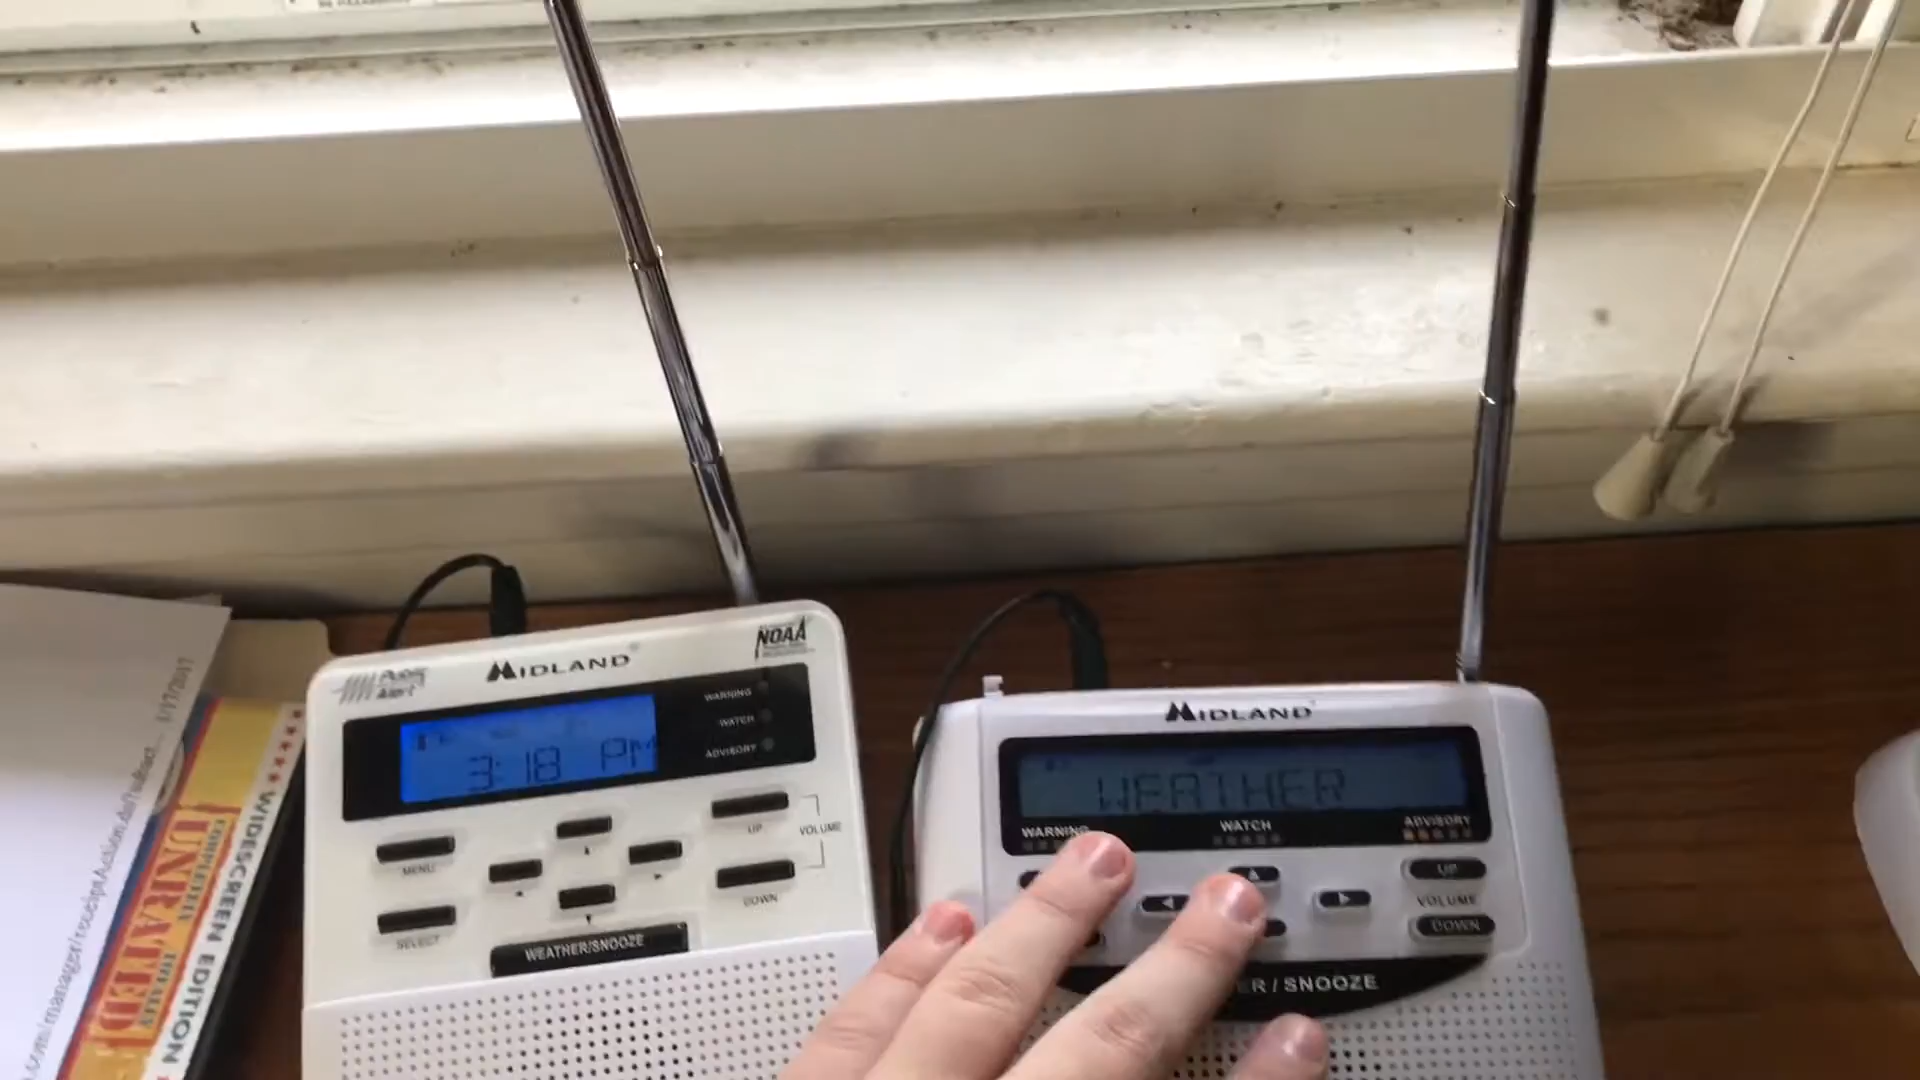 Public
Alert
MIDLAND
NOAA
WARNING
WATCH
ADVISORY
3:18 PM
MENU
SELECT
UP
VOLUME
DOWN
WEATHER/SNOOZE
MIDLAND
WEATHER
WARNING
WATCH
ADVISORY
UP
VOLUME
DOWN
ER / SNOOZE
WIDESCREEN EDITION
UNRATED